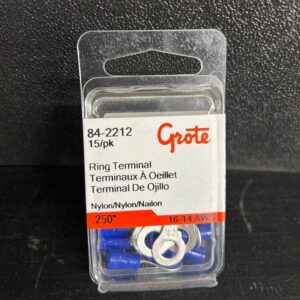 84-2212
15/pk
Grote
Ring Terminal
Terminaux À Oeillet
Terminal De Ojillo
Nylon/Nylon/Nailon
.250"
16-14 AWG